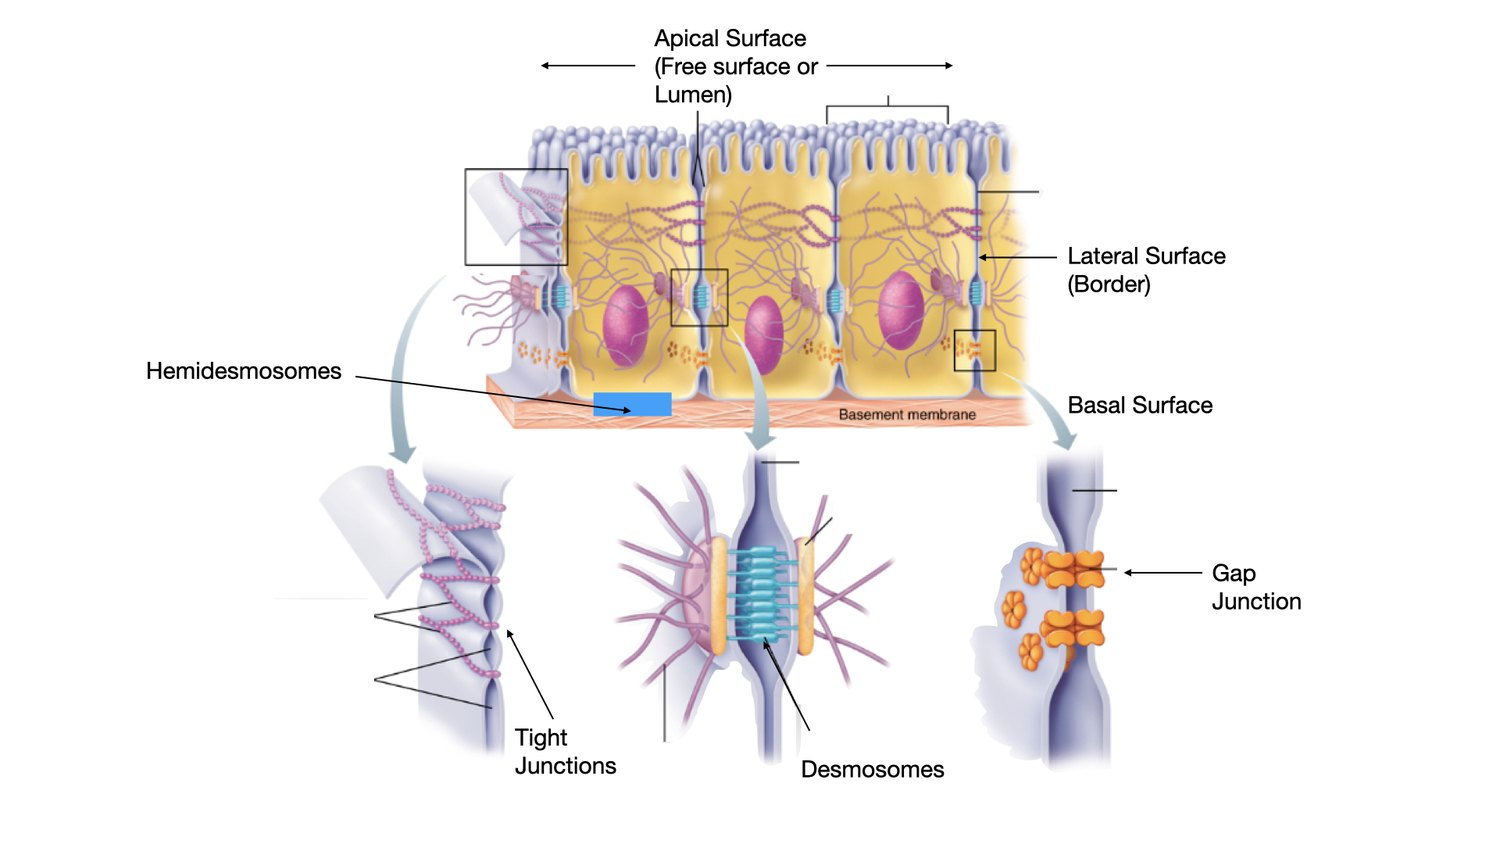 Apical Surface
(Free surface or
Lumen)
Lateral Surface
(Border)
Hemidesmosomes
Basal Surface
Basement membrane
Gap
Junction
Tight
Junctions
Desmosomes